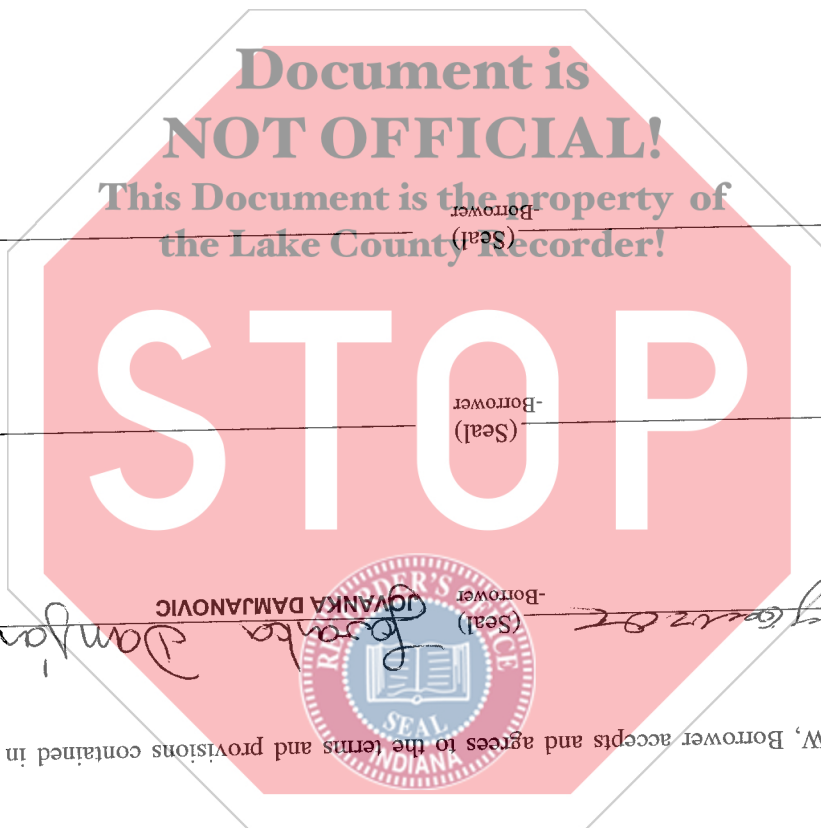 Document is
NOT OFFICIAL!
This Document is the property of
the Lake County Recorder!
STOP
RECORDER'S OFFICE
SEAL
INDIANA
W, Borrower accepts and agrees to the terms and provisions contained in
(Seal)
-Borrower
Jovanka Damjan
JOVANKA DAMJANOVIC
(Seal)
-Borrower
(Seal)
-Borrower